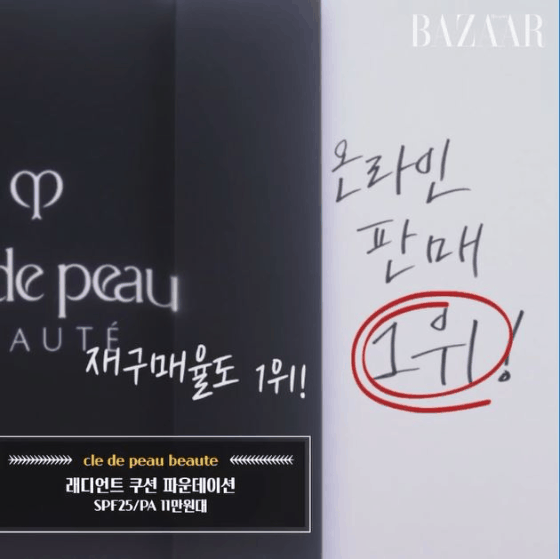 BAZAAR
de peau
AUTÉ
온라인
판매
1위!
재구매율도 1위!
cle de peau beaute
래디언트 쿠션 파운데이션
SPF25/PA 11만원대